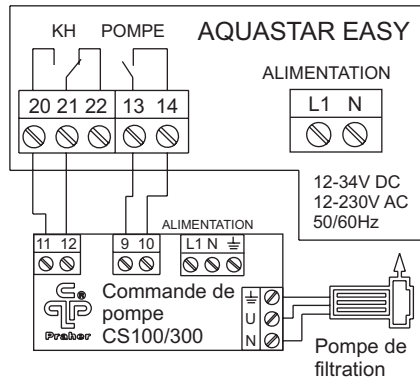 KH POMPE AQUASTAR EASY
ALIMENTATION
20 21 22 13 14
L1 N
12-34V DC
12-230V AC
50/60Hz
ALIMENTATION
11 12 9 10 L1 N
®
Praher
Commande de
pompe
CS100/300
U
N
Pompe de
filtration